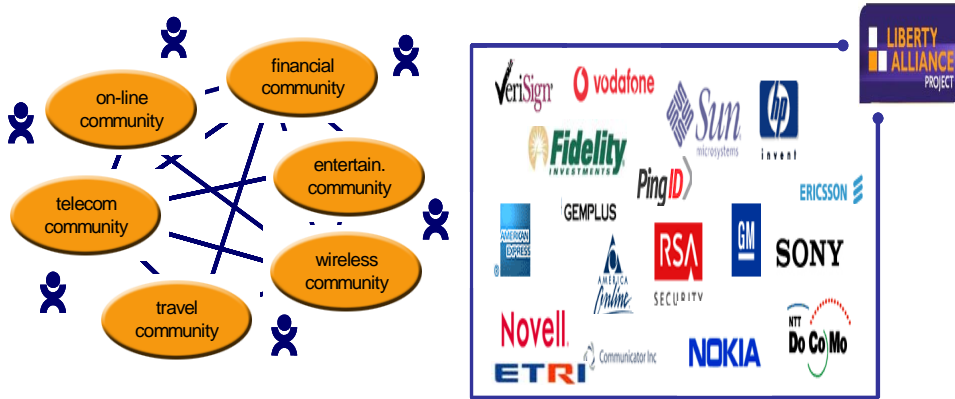 financial
community
on-line
community
entertain.
community
telecom
community
wireless
community
travel
community
LIBERTY
ALLIANCE
PROJECT
VeriSign
vodafone
Sun
microsystems
hp
invent
Fidelity
INVESTMENTS
PingID
ERICSSON
GEMPLUS
AMERICAN
EXPRESS
®
AMERICA
Online
RSA
SECURITY
GM
SONY
Novell.
ETRI
Communicator Inc
NOKIA
NTT
DoCoMo